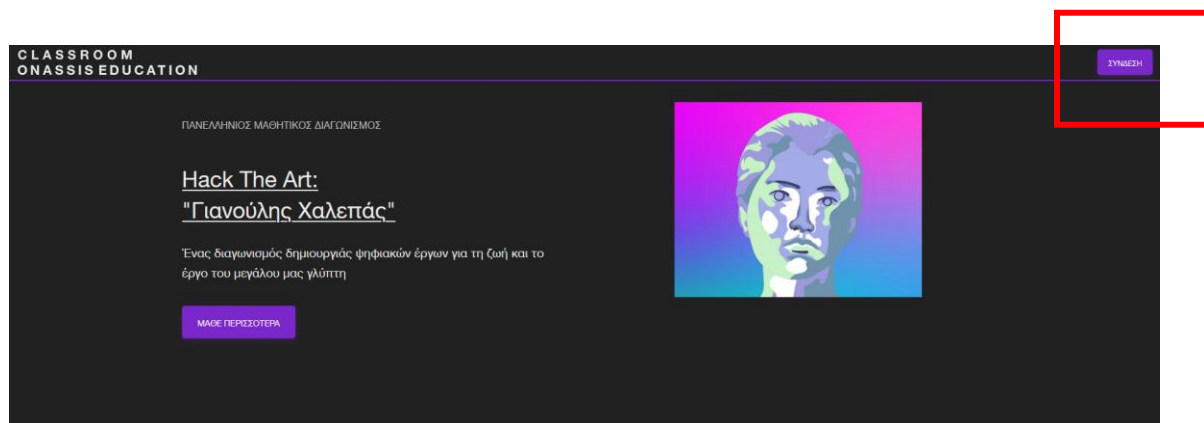 CLASSROOM
ONASSIS EDUCATION
ΣΥΝΔΕΣΗ
ΠΑΝΕΛΛΗΝΙΟΣ ΜΑΘΗΤΙΚΟΣ ΔΙΑΓΩΝΙΣΜΟΣ
Hack The Art:
"Γιανούλης Χαλεπάς"
Ένας διαγωνισμός δημιουργιάς ψηφιακών έργων για τη ζωή και το
έργο του μεγάλου μας γλύπτη
ΜΑΘΕ ΠΕΡΙΣΣΟΤΕΡΑ